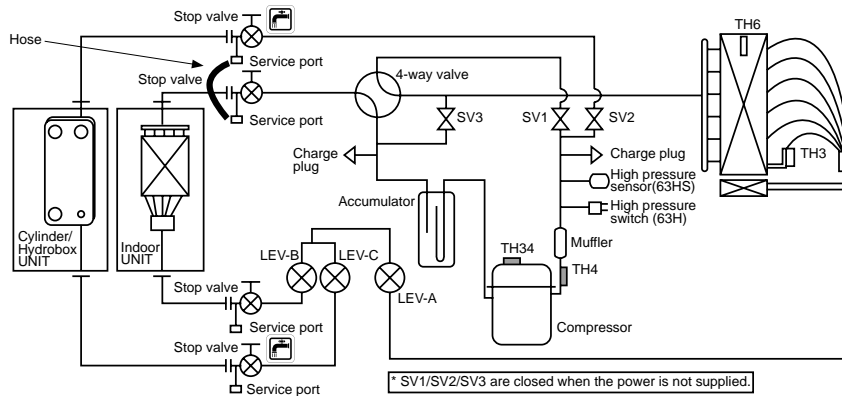 Stop valve
Hose
Service port
Stop valve
4-way valve
Service port
TH6
SV3
SV1
SV2
TH3
Charge
plug
Charge plug
High pressure
sensor(63HS)
High pressure
switch (63H)
Accumulator
Muffler
TH34
TH4
Cylinder/
Hydrobox
UNIT
Indoor
UNIT
LEV-B
LEV-C
LEV-A
Stop valve
Service port
Compressor
Stop valve
Service port
* SV1/SV2/SV3 are closed when the power is not supplied.